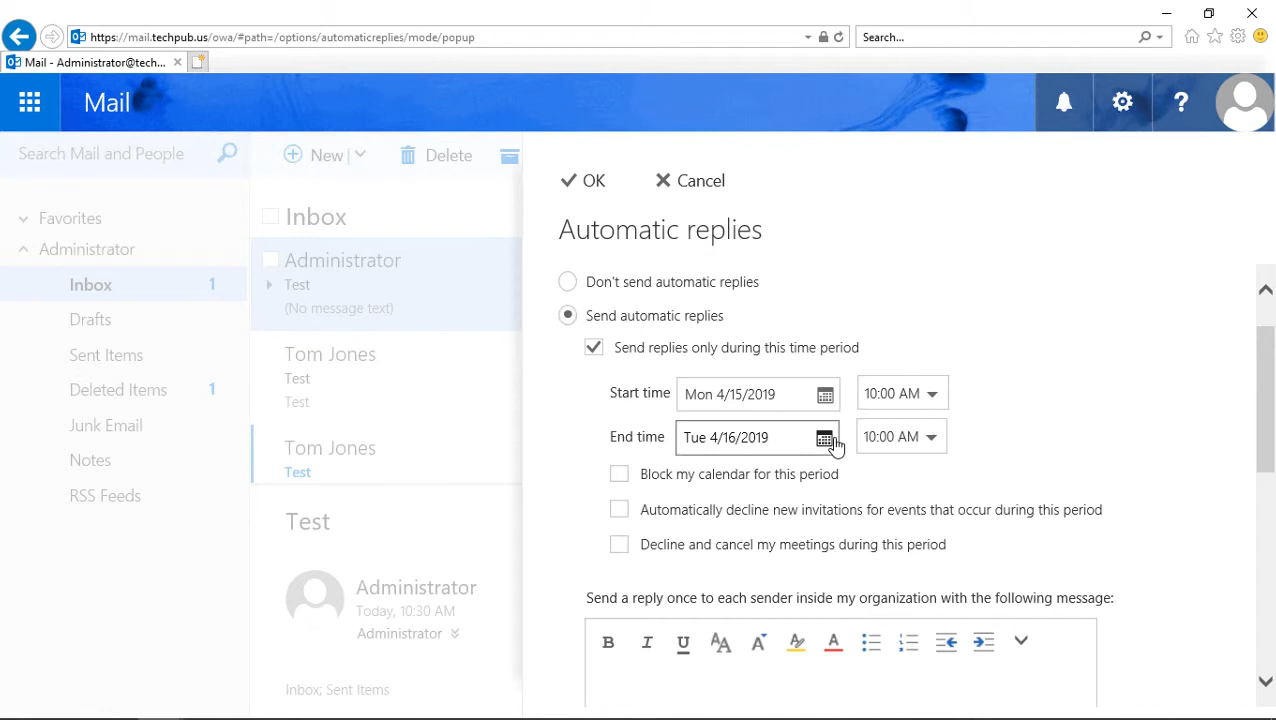 https://mail.techpub.us/owa/#path=/options/automaticreplies/mode/popup
Search...
Mail - Administrator@tech...
Mail
?
Search Mail and People
New
Delete
Favorites
Administrator
Inbox 1
Drafts
Sent Items
Deleted Items 1
Junk Email
Notes
RSS Feeds
Inbox
Administrator
Test
(No message text)
Tom Jones
Test
Test
Tom Jones
Test
Test
Administrator
Today, 10:30 AM
Administrator
Inbox; Sent Items
OK Cancel
Automatic replies
Don't send automatic replies
Send automatic replies
Send replies only during this time period
Start time Mon 4/15/2019 10:00 AM
End time Tue 4/16/2019 10:00 AM
Block my calendar for this period
Automatically decline new invitations for events that occur during this period
Decline and cancel my meetings during this period
Send a reply once to each sender inside my organization with the following message:
B I U AA A A